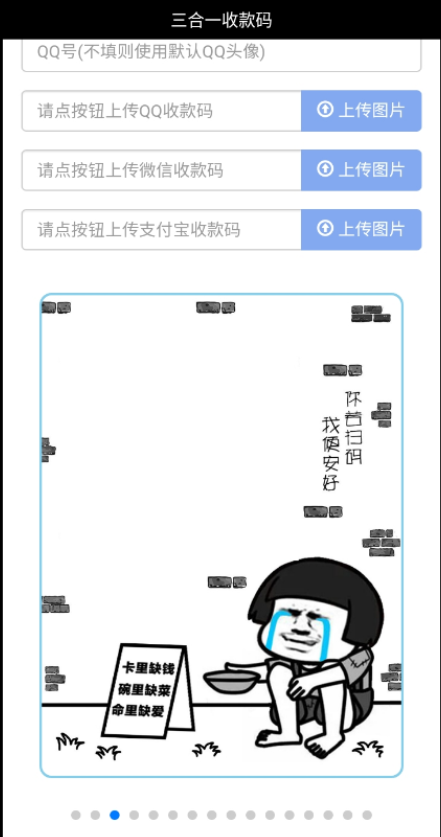 三合一收款码
QQ号(不填则使用默认QQ头像)
请点按钮上传QQ收款码
上传图片
请点按钮上传微信收款码
上传图片
请点按钮上传支付宝收款码
上传图片
你若扫码
我便安好
卡里缺钱
碗里缺菜
命里缺爱